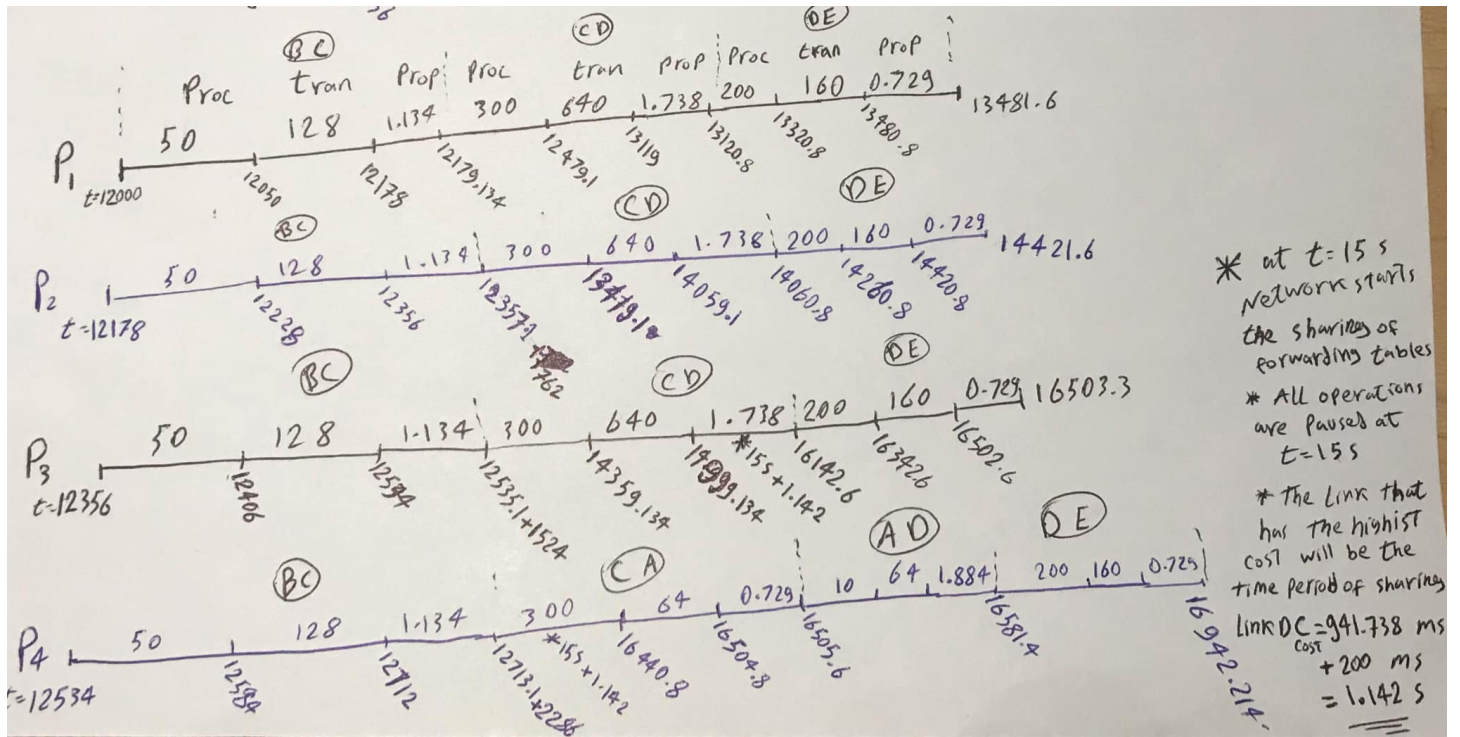 56
BC CD DE
Proc tran Prop Proc tran Prop Proc tran Prop
P1 50 128 1.134 300 640 1.738 200 160 0.729 13481.6
t=12000 12050 12178 12179.134 12479.1 13119 13120.8 13320.8 13480.8
BC CD DE
P2 50 128 1.134 300 640 1.738 200 160 0.729 14421.6
t=12178 12228 12356 13479.1 14059.1 14060.8 14260.8 14420.8
762
BC CD DE
P3 50 128 1.134 300 640 1.738 200 160 0.729 16503.3
t=12356 12406 12535.1+1524 14359.134 *15s+1.142 16142.6 16342.6 16502.6
BC CA AD DE
P4 50 128 1.134 300 64 0.729 10 64 1.884 200 160 0.729
t=12534 12584 12712 12713.1+2286 *15s+1.142 16440.8 16504.8 16505.6 16581.4 16942.214
* at t=15 s
Network starts
the sharing of
forwarding tables
* All operations
are Paused at
t=15 s
* The Link that
has the highist
cost will be the
time period of sharing
Link DC cost = 941.738 ms
+ 200 ms
= 1.142 s